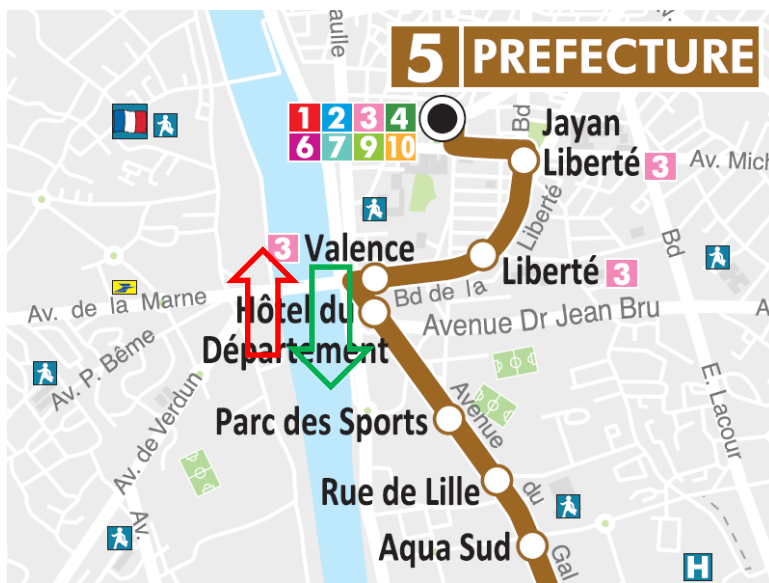 aulle
5 PREFECTURE
1 2 3 4
6 7 9 10
Bd
Jayan
Liberté 3
Av. Mich
Liberté
Bd
3 Valence
Liberté 3
Bd de la
Av. de la Marne
Hôtel du
Département
Avenue Dr Jean Bru
Av. P. Bême
E. Lacour
Av. de Verdun
Parc des Sports
Avenue
du
Gal
Rue de Lille
Av.
Aqua Sud
H